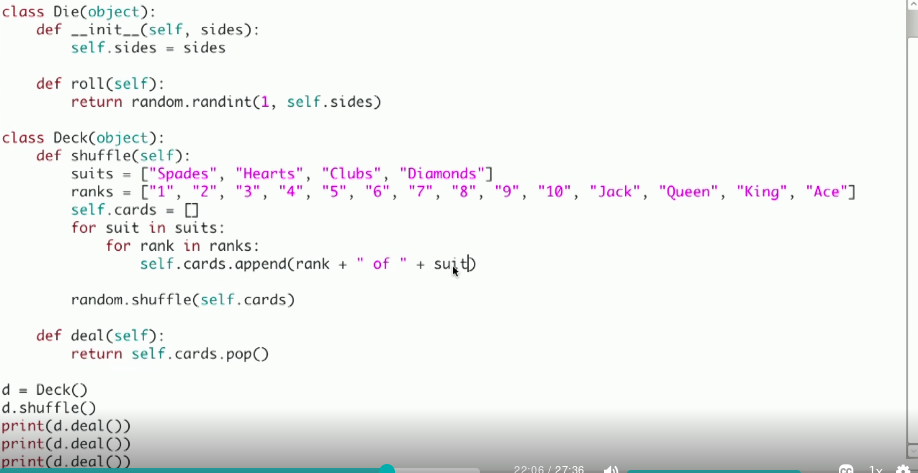 class Die(object):
    def __init__(self, sides):
        self.sides = sides
    def roll(self):
        return random.randint(1, self.sides)
class Deck(object):
    def shuffle(self):
        suits = ["Spades", "Hearts", "Clubs", "Diamonds"]
        ranks = ["1", "2", "3", "4", "5", "6", "7", "8", "9", "10", "Jack", "Queen", "King", "Ace"]
        self.cards = []
        for suit in suits:
            for rank in ranks:
                self.cards.append(rank + " of " + suit)
        random.shuffle(self.cards)
    def deal(self):
        return self.cards.pop()
d = Deck()
d.shuffle()
print(d.deal())
print(d.deal())
print(d.deal())
22:06 / 27:36
CC
1x